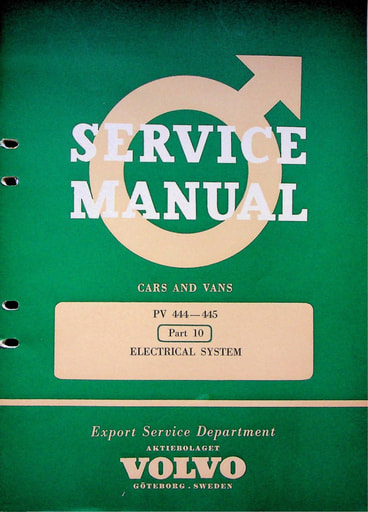 SERVICE
MANUAL
CARS AND VANS
PV 444—445
Part 10
ELECTRICAL SYSTEM
Export Service Department
AKTIEBOLAGET
VOLVO
GÖTEBORG . SWEDEN